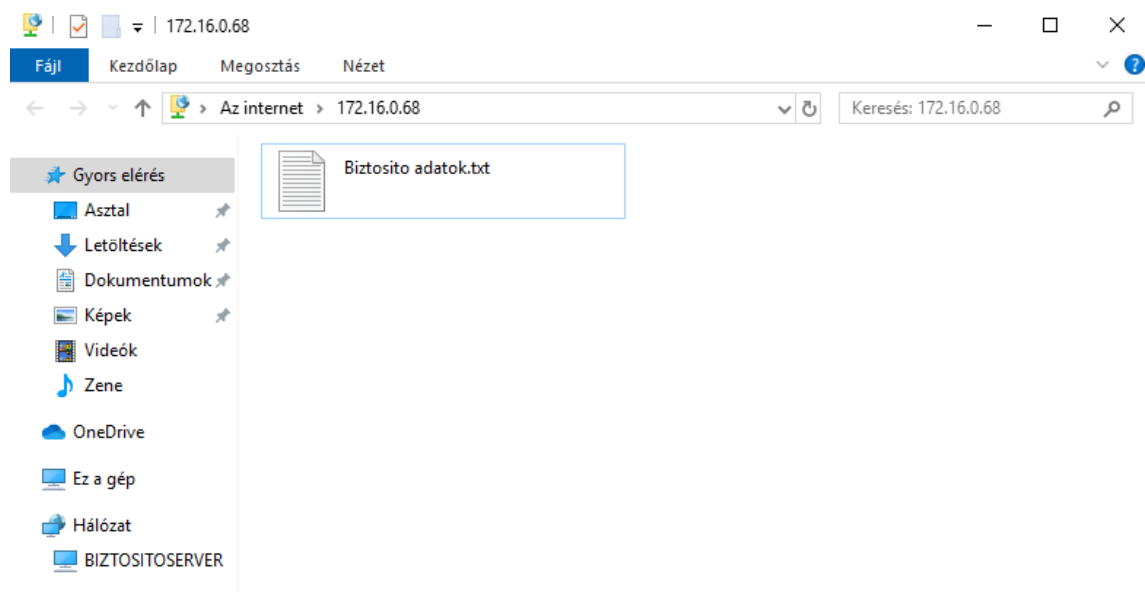 172.16.0.68
Fájl Kezdőlap Megosztás Nézet
Az internet 172.16.0.68 Keresés: 172.16.0.68
Gyors elérés
Biztosito adatok.txt
Asztal
Letöltések
Dokumentumok
Képek
Videók
Zene
OneDrive
Ez a gép
Hálózat
BIZTOSITOSERVER